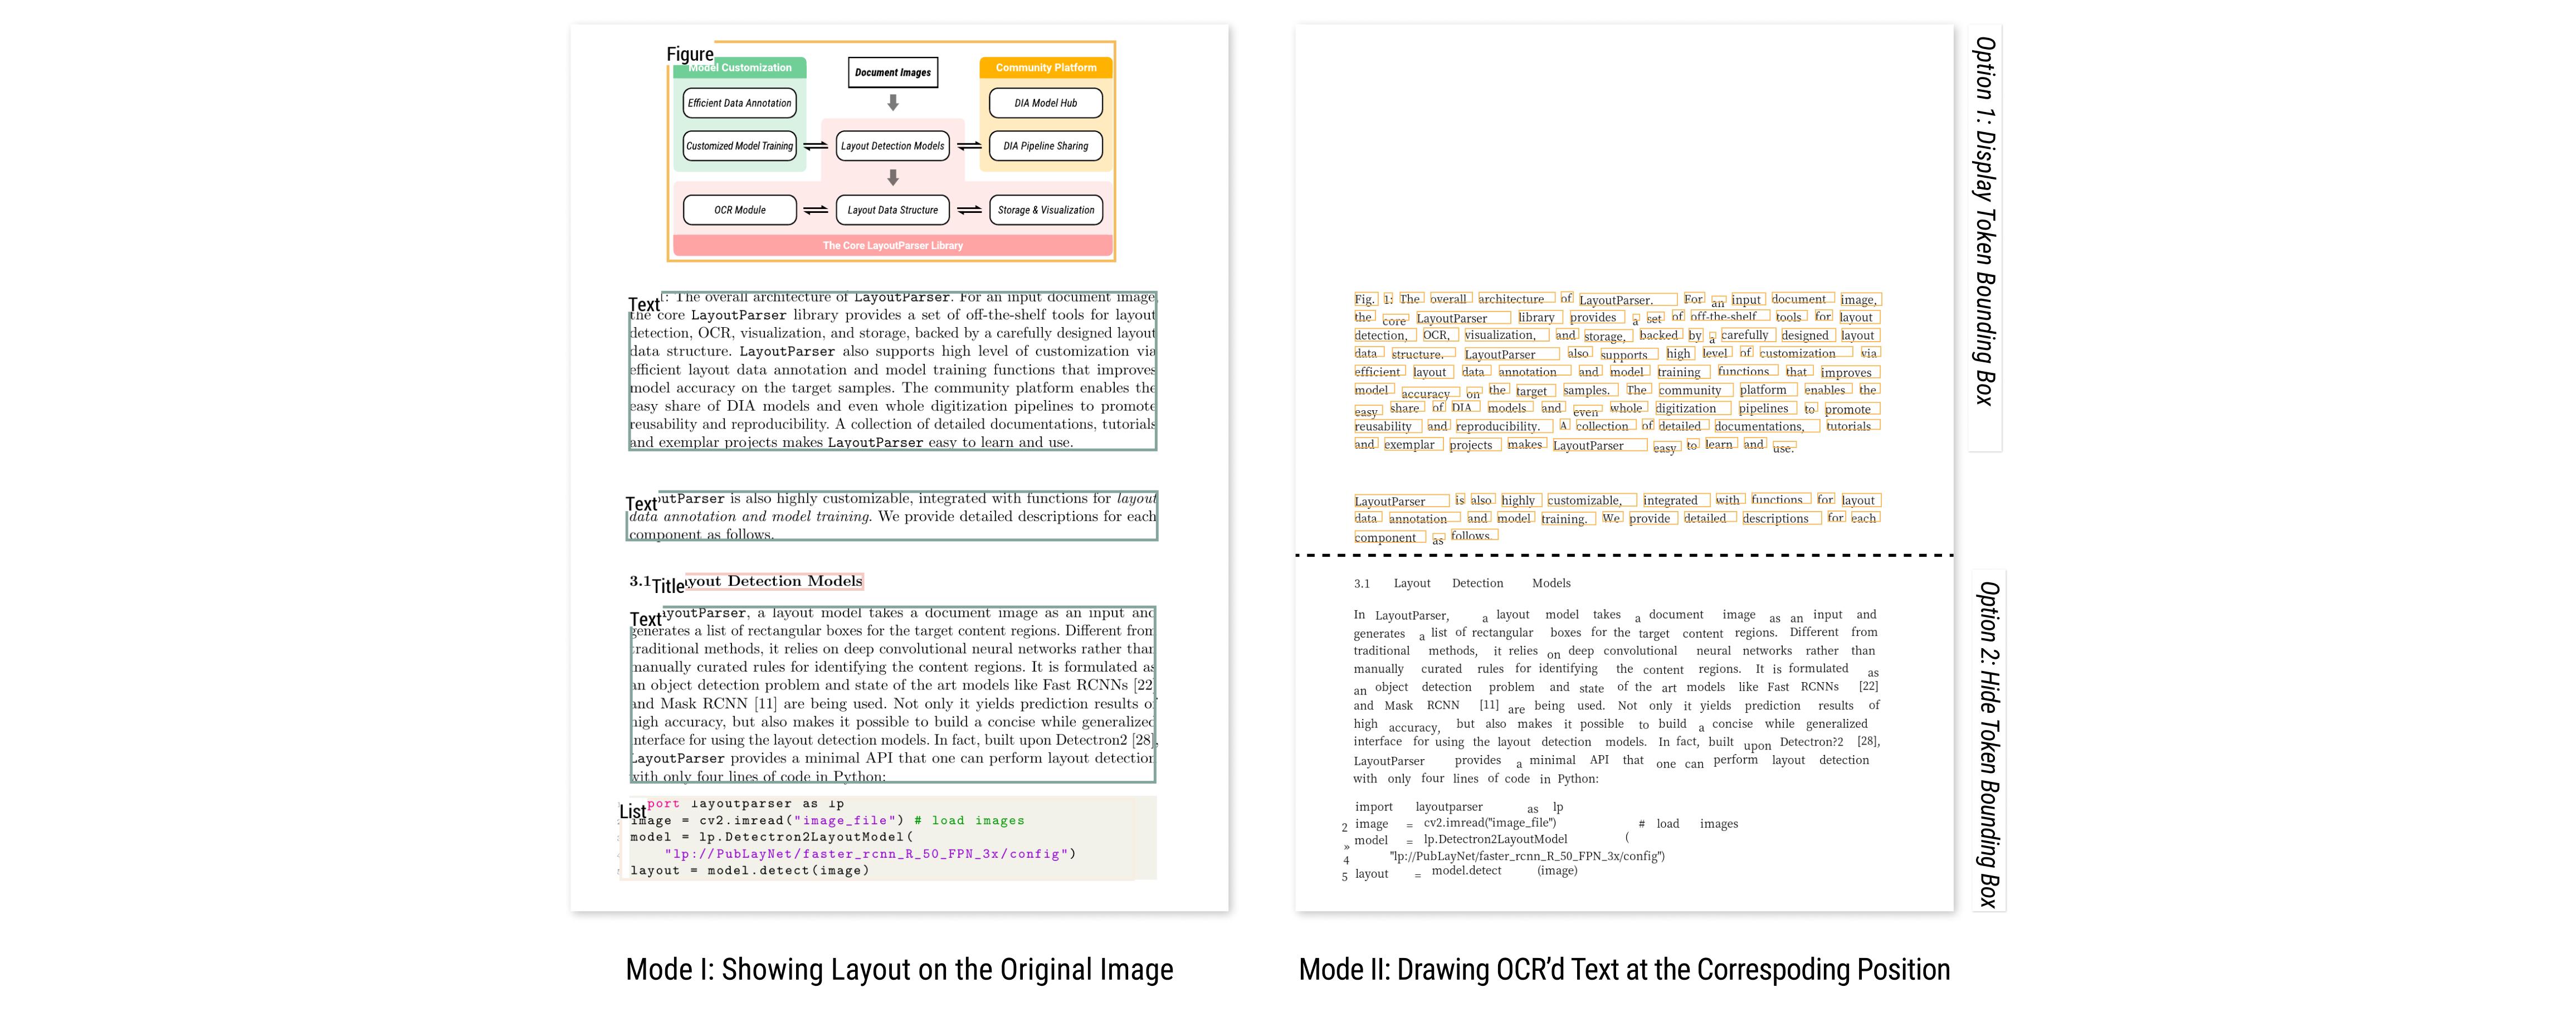 Figure
Model Customization
Document Images
Community Platform
Efficient Data Annotation
DIA Model Hub
Customized Model Training
Layout Detection Models
DIA Pipeline Sharing
OCR Module
Layout Data Structure
Storage & Visualization
The Core LayoutParser Library
Text
1: The overall architecture of LayoutParser. For an input document image,
the core LayoutParser library provides a set of off-the-shelf tools for layout
detection, OCR, visualization, and storage, backed by a carefully designed layout
data structure. LayoutParser also supports high level of customization via
efficient layout data annotation and model training functions that improves
model accuracy on the target samples. The community platform enables the
easy share of DIA models and even whole digitization pipelines to promote
reusability and reproducibility. A collection of detailed documentations, tutorials
and exemplar projects makes LayoutParser easy to learn and use.
Text
utParser is also highly customizable, integrated with functions for layout
data annotation and model training. We provide detailed descriptions for each
component as follows.
3.1 Title yout Detection Models
Text
ayoutParser, a layout model takes a document image as an input and
generates a list of rectangular boxes for the target content regions. Different from
traditional methods, it relies on deep convolutional neural networks rather than
manually curated rules for identifying the content regions. It is formulated as
an object detection problem and state of the art models like Fast RCNNs [22]
and Mask RCNN [11] are being used. Not only it yields prediction results of
high accuracy, but also makes it possible to build a concise while generalized
interface for using the layout detection models. In fact, built upon Detectron2 [28],
LayoutParser provides a minimal API that one can perform layout detection
with only four lines of code in Python:
List
port layoutparser as lp
image = cv2.imread("image_file") # load images
model = lp.Detectron2LayoutModel(
"lp://PubLayNet/faster_rcnn_R_50_FPN_3x/config")
layout = model.detect(image)
Mode I: Showing Layout on the Original Image
Fig. 1: The overall architecture of LayoutParser. For an input document image,
the core LayoutParser library provides a set of off-the-shelf tools for layout
detection, OCR, visualization, and storage, backed by a carefully designed layout
data structure. LayoutParser also supports high level of customization via
efficient layout data annotation and model training functions that improves
model accuracy on the target samples. The community platform enables the
easy share of DIA models and even whole digitization pipelines to promote
reusability and reproducibility. A collection of detailed documentations, tutorials
and exemplar projects makes LayoutParser easy to learn and use.
LayoutParser is also highly customizable, integrated with functions for layout
data annotation and model training. We provide detailed descriptions for each
component as follows.
3.1 Layout Detection Models
In LayoutParser, a layout model takes a document image as an input and
generates a list of rectangular boxes for the target content regions. Different from
traditional methods, it relies on deep convolutional neural networks rather than
manually curated rules for identifying the content regions. It is formulated as
an object detection problem and state of the art models like Fast RCNNs [22]
and Mask RCNN [11] are being used. Not only it yields prediction results of
high accuracy, but also makes it possible to build a concise while generalized
interface for using the layout detection models. In fact, built upon Detectron?2 [28],
LayoutParser provides a minimal API that one can perform layout detection
with only four lines of code in Python:
import layoutparser as lp
2 image = cv2.imread("image_file") # load images
» model = lp.Detectron2LayoutModel (
4 "lp://PubLayNet/faster_rcnn_R_50_FPN_3x/config")
5 layout = model.detect (image)
Mode II: Drawing OCR’d Text at the Correspoding Position
Option 1: Display Token Bounding Box
Option 2: Hide Token Bounding Box